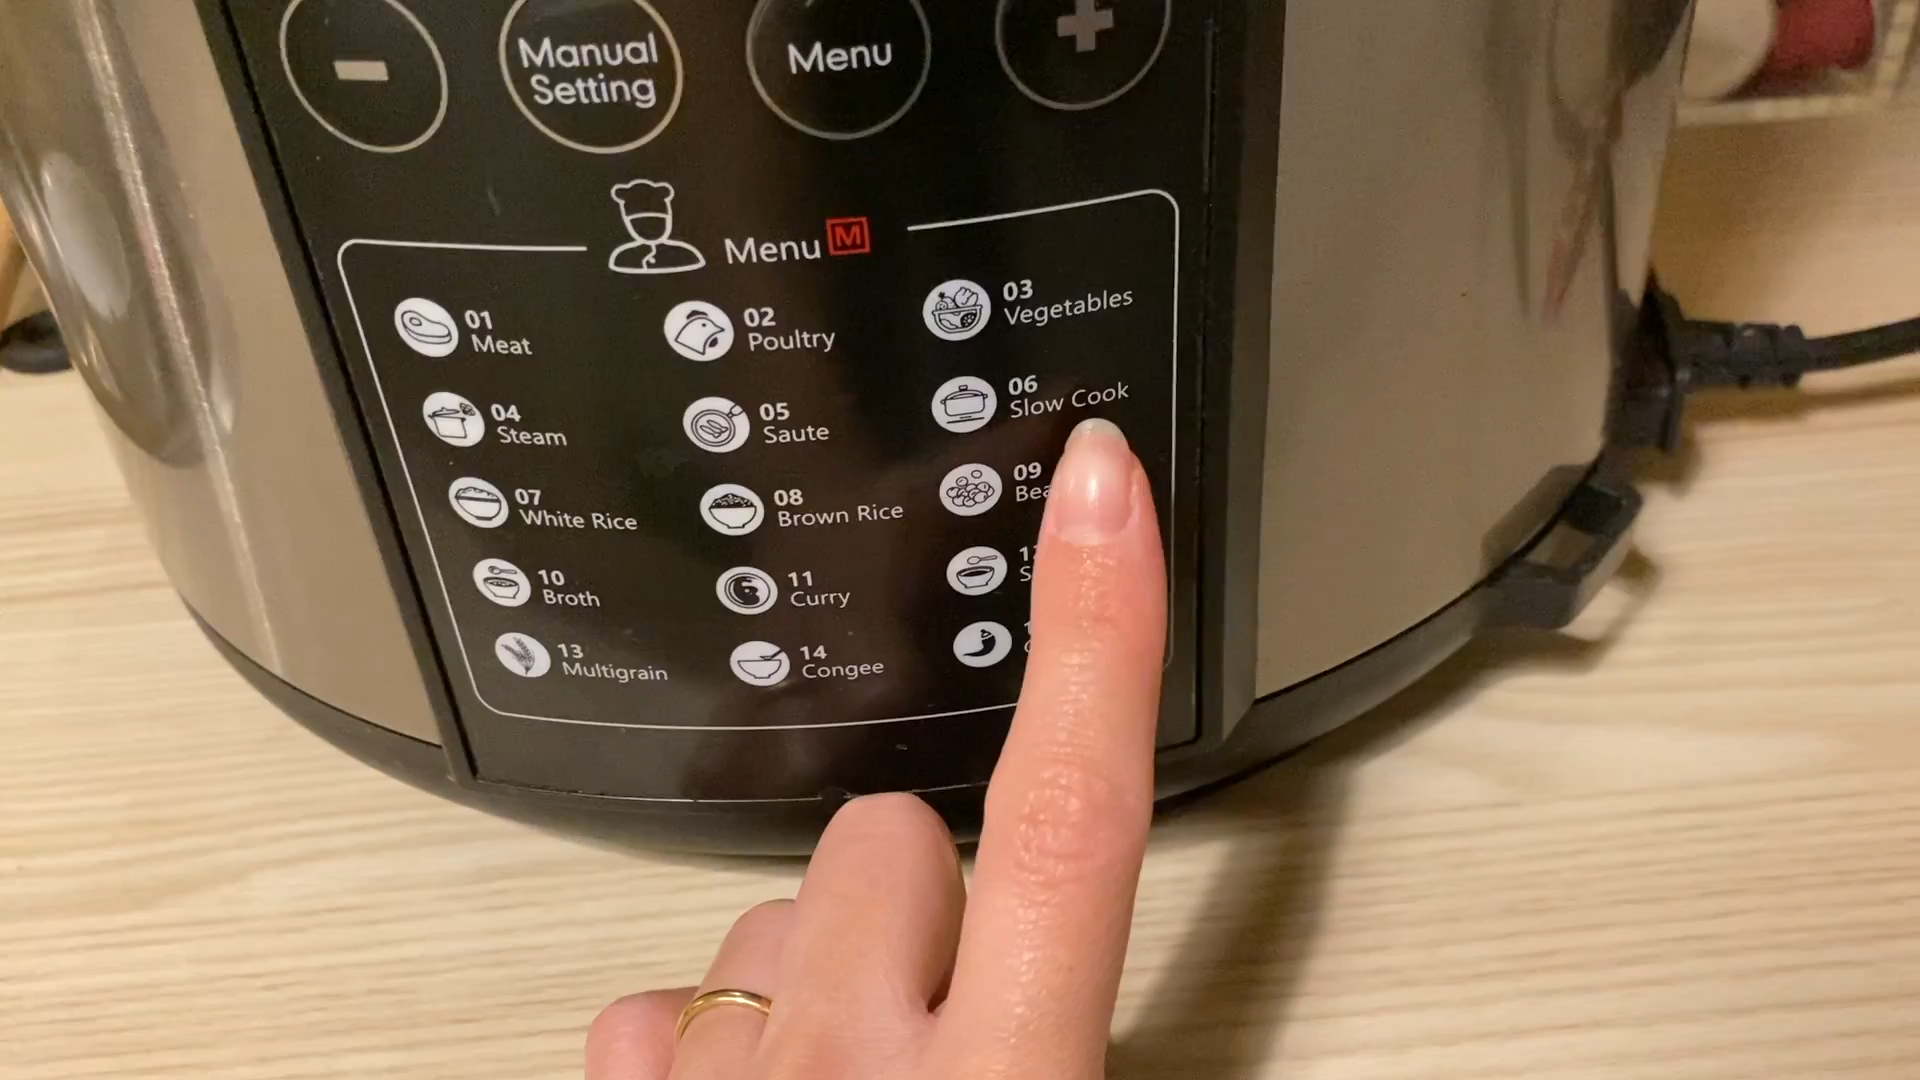 Manual
Setting
Menu
Menu M
01
Meat
02
Poultry
03
Vegetables
04
Steam
05
Saute
06
Slow Cook
07
White Rice
08
Brown Rice
09
10
Broth
11
Curry
13
Multigrain
14
Congee